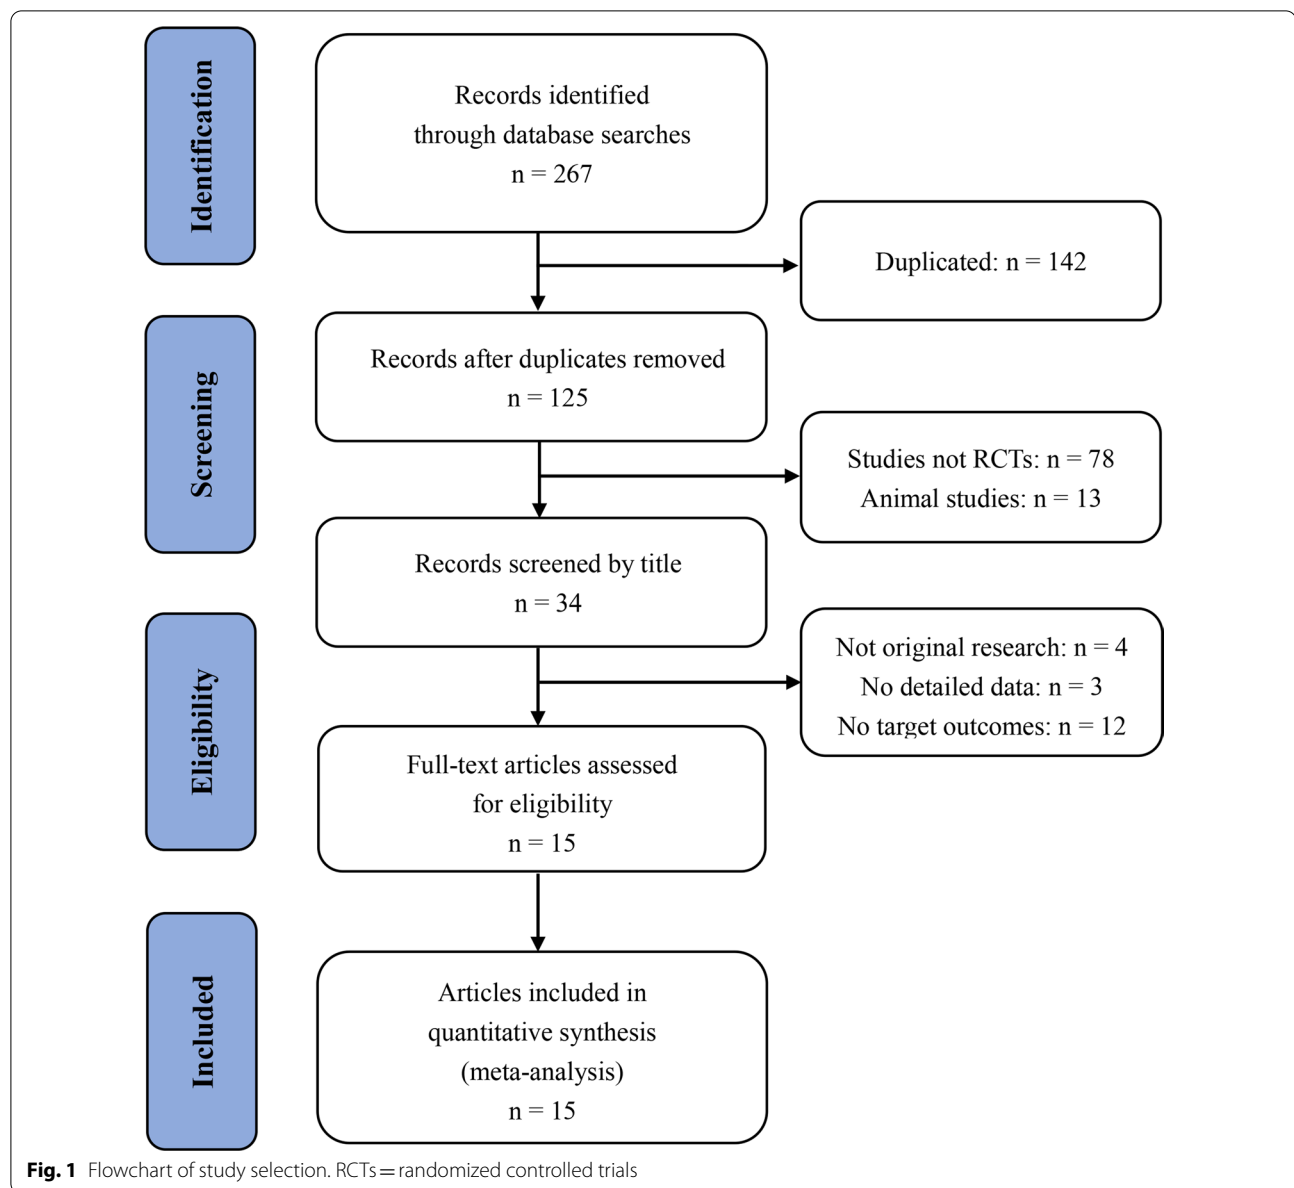 Identification
Records identified
through database searches
n = 267
Duplicated: n = 142
Screening
Records after duplicates removed
n = 125
Studies not RCTs: n = 78
Animal studies: n = 13
Records screened by title
n = 34
Eligibility
Not original research: n = 4
No detailed data: n = 3
No target outcomes: n = 12
Full-text articles assessed
for eligibility
n = 15
Included
Articles included in
quantitative synthesis
(meta-analysis)
n = 15
Fig. 1 Flowchart of study selection. RCTs = randomized controlled trials